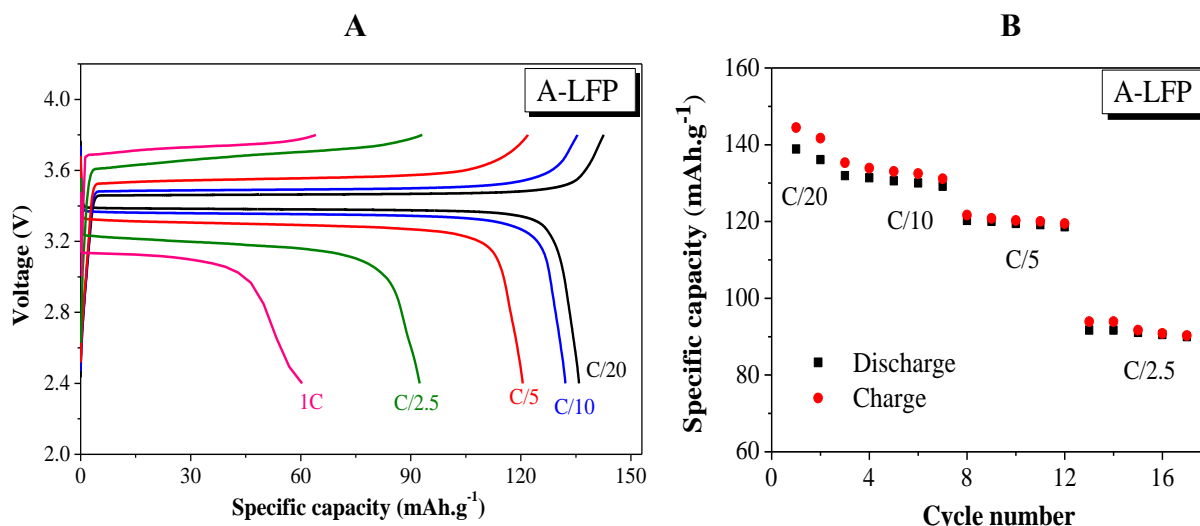 A
B
A-LFP
4.0
3.6
3.2
2.8
2.4
2.0
Voltage (V)
1C
C/2.5
C/5
C/10
C/20
0
30
60
90
120
150
Specific capacity (mAh.g⁻¹)
A-LFP
160
140
120
100
80
60
Specific capacity (mAh.g⁻¹)
C/20
C/10
C/5
C/2.5
Discharge
Charge
0
4
8
12
16
Cycle number